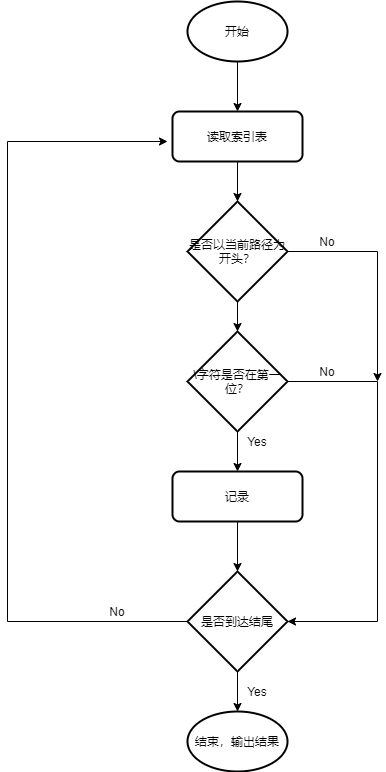 开始
读取索引表
是否以当前路径为
开头？
No
\字符是否在第一
位？
No
Yes
记录
是否到达结尾
No
Yes
结束，输出结果